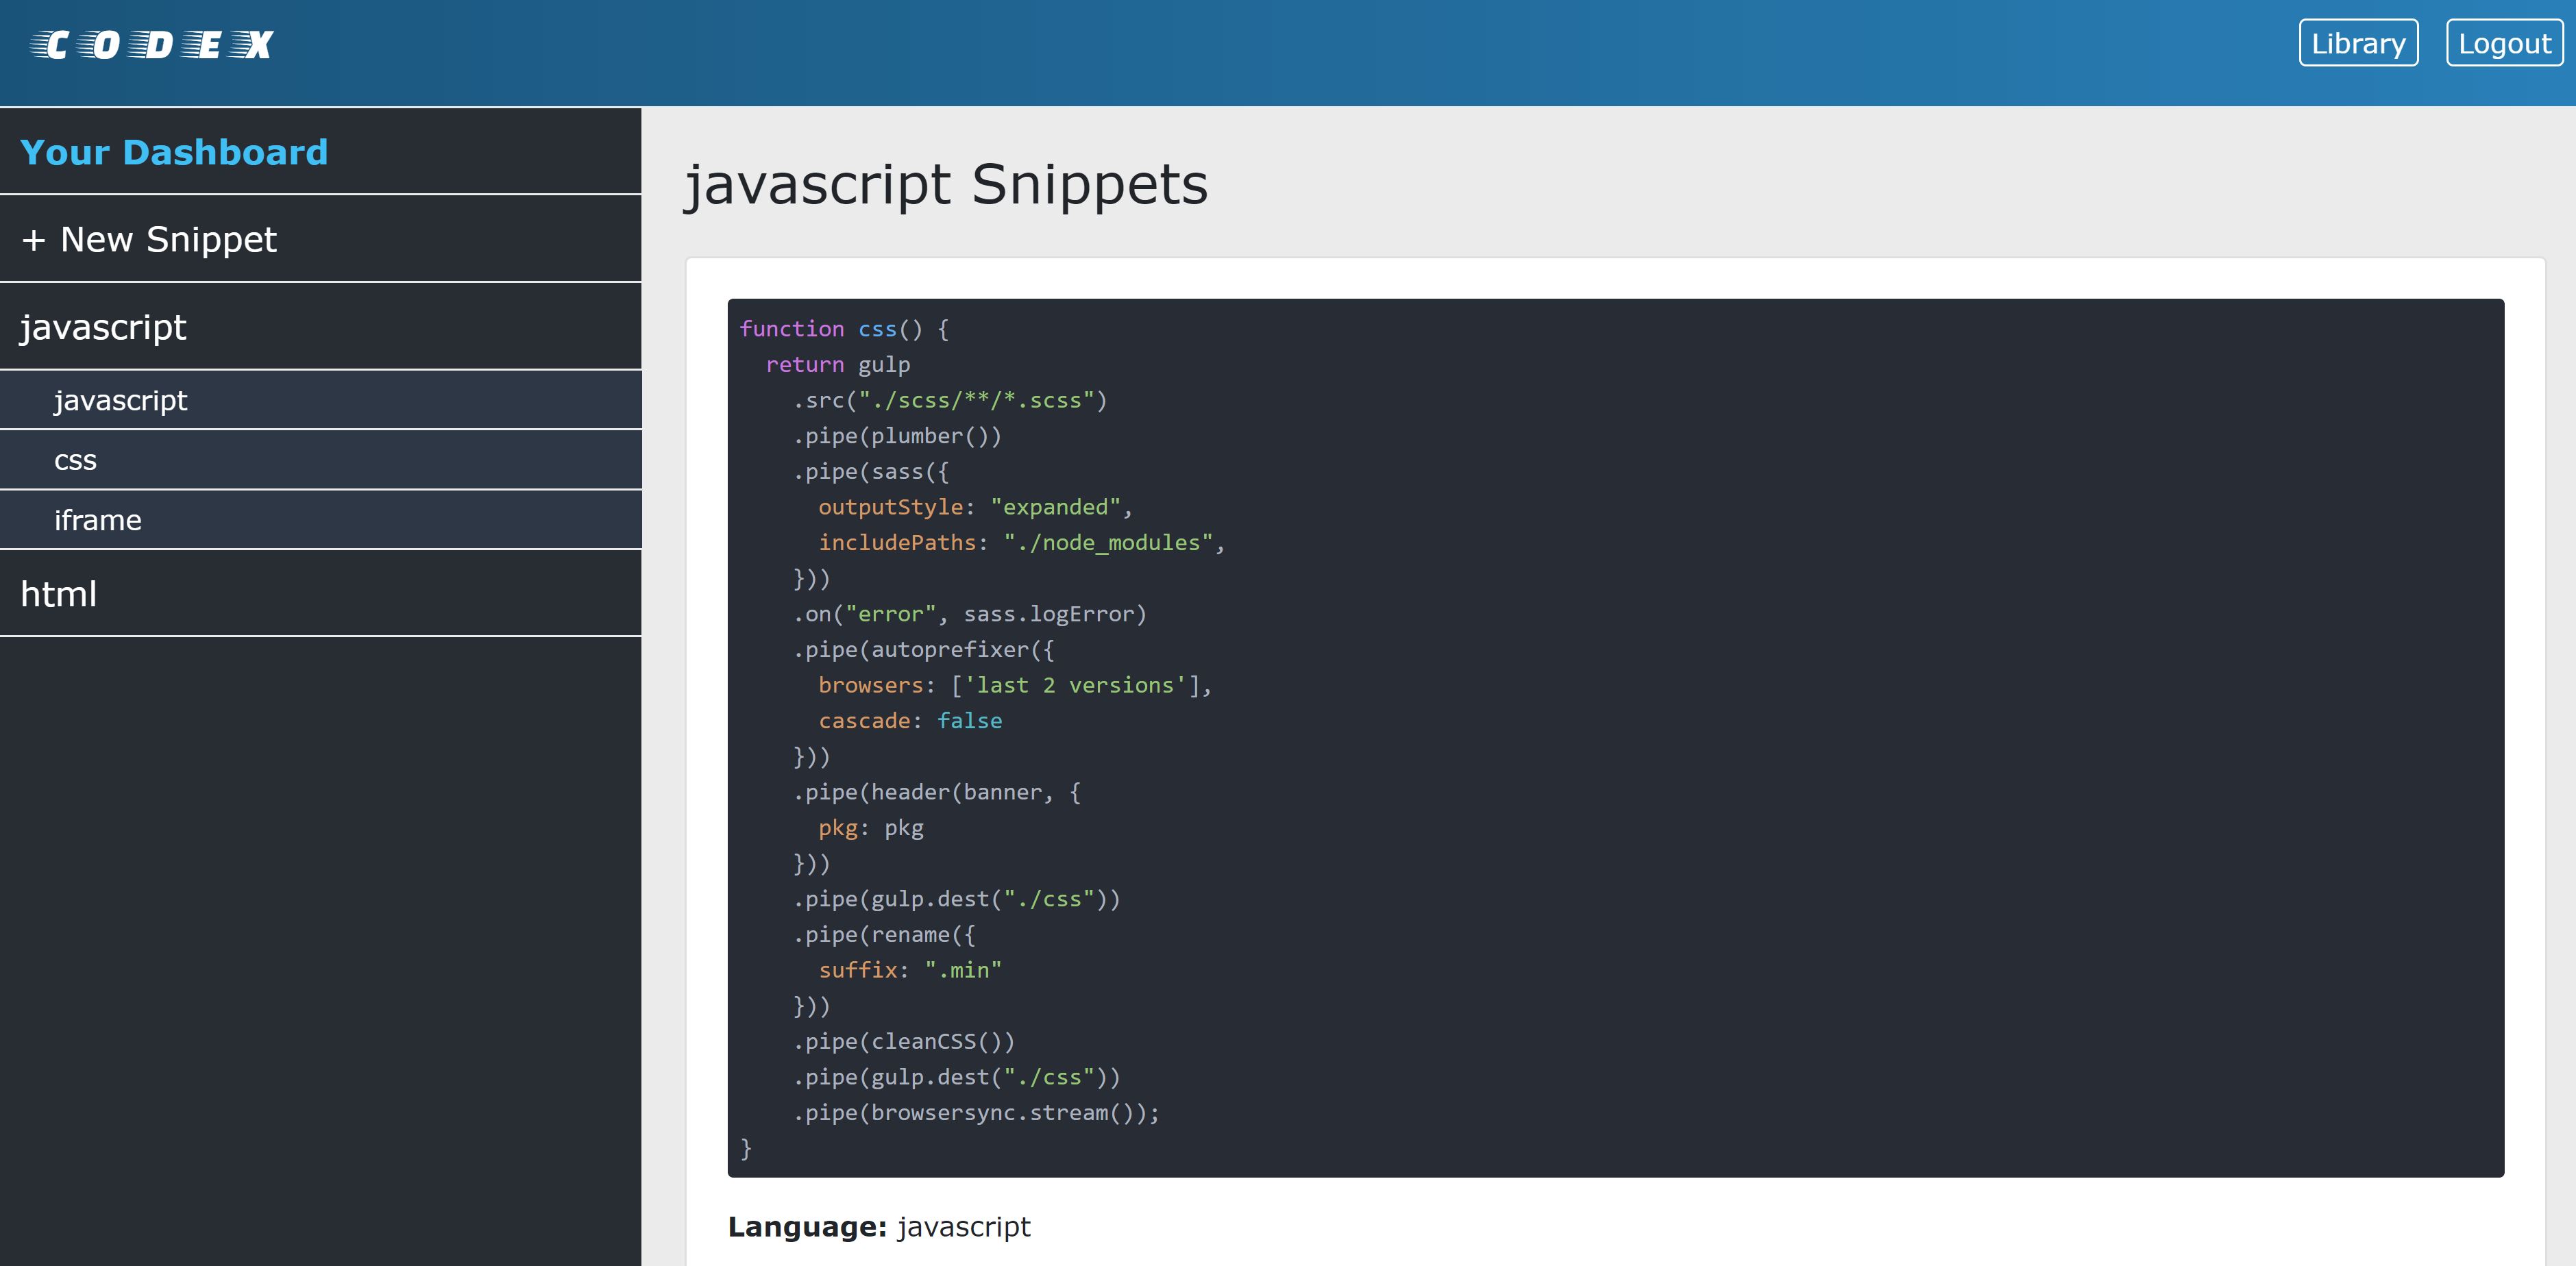 CODEX
Library
Logout
Your Dashboard
+ New Snippet
javascript
javascript
css
iframe
html
javascript Snippets
function css() {
  return gulp
    .src("./scss/**/*.scss")
    .pipe(plumber())
    .pipe(sass({
      outputStyle: "expanded",
      includePaths: "./node_modules",
    }))
    .on("error", sass.logError)
    .pipe(autoprefixer({
      browsers: ['last 2 versions'],
      cascade: false
    }))
    .pipe(header(banner, {
      pkg: pkg
    }))
    .pipe(gulp.dest("./css"))
    .pipe(rename({
      suffix: ".min"
    }))
    .pipe(cleanCSS())
    .pipe(gulp.dest("./css"))
    .pipe(browsersync.stream());
}
Language: javascript